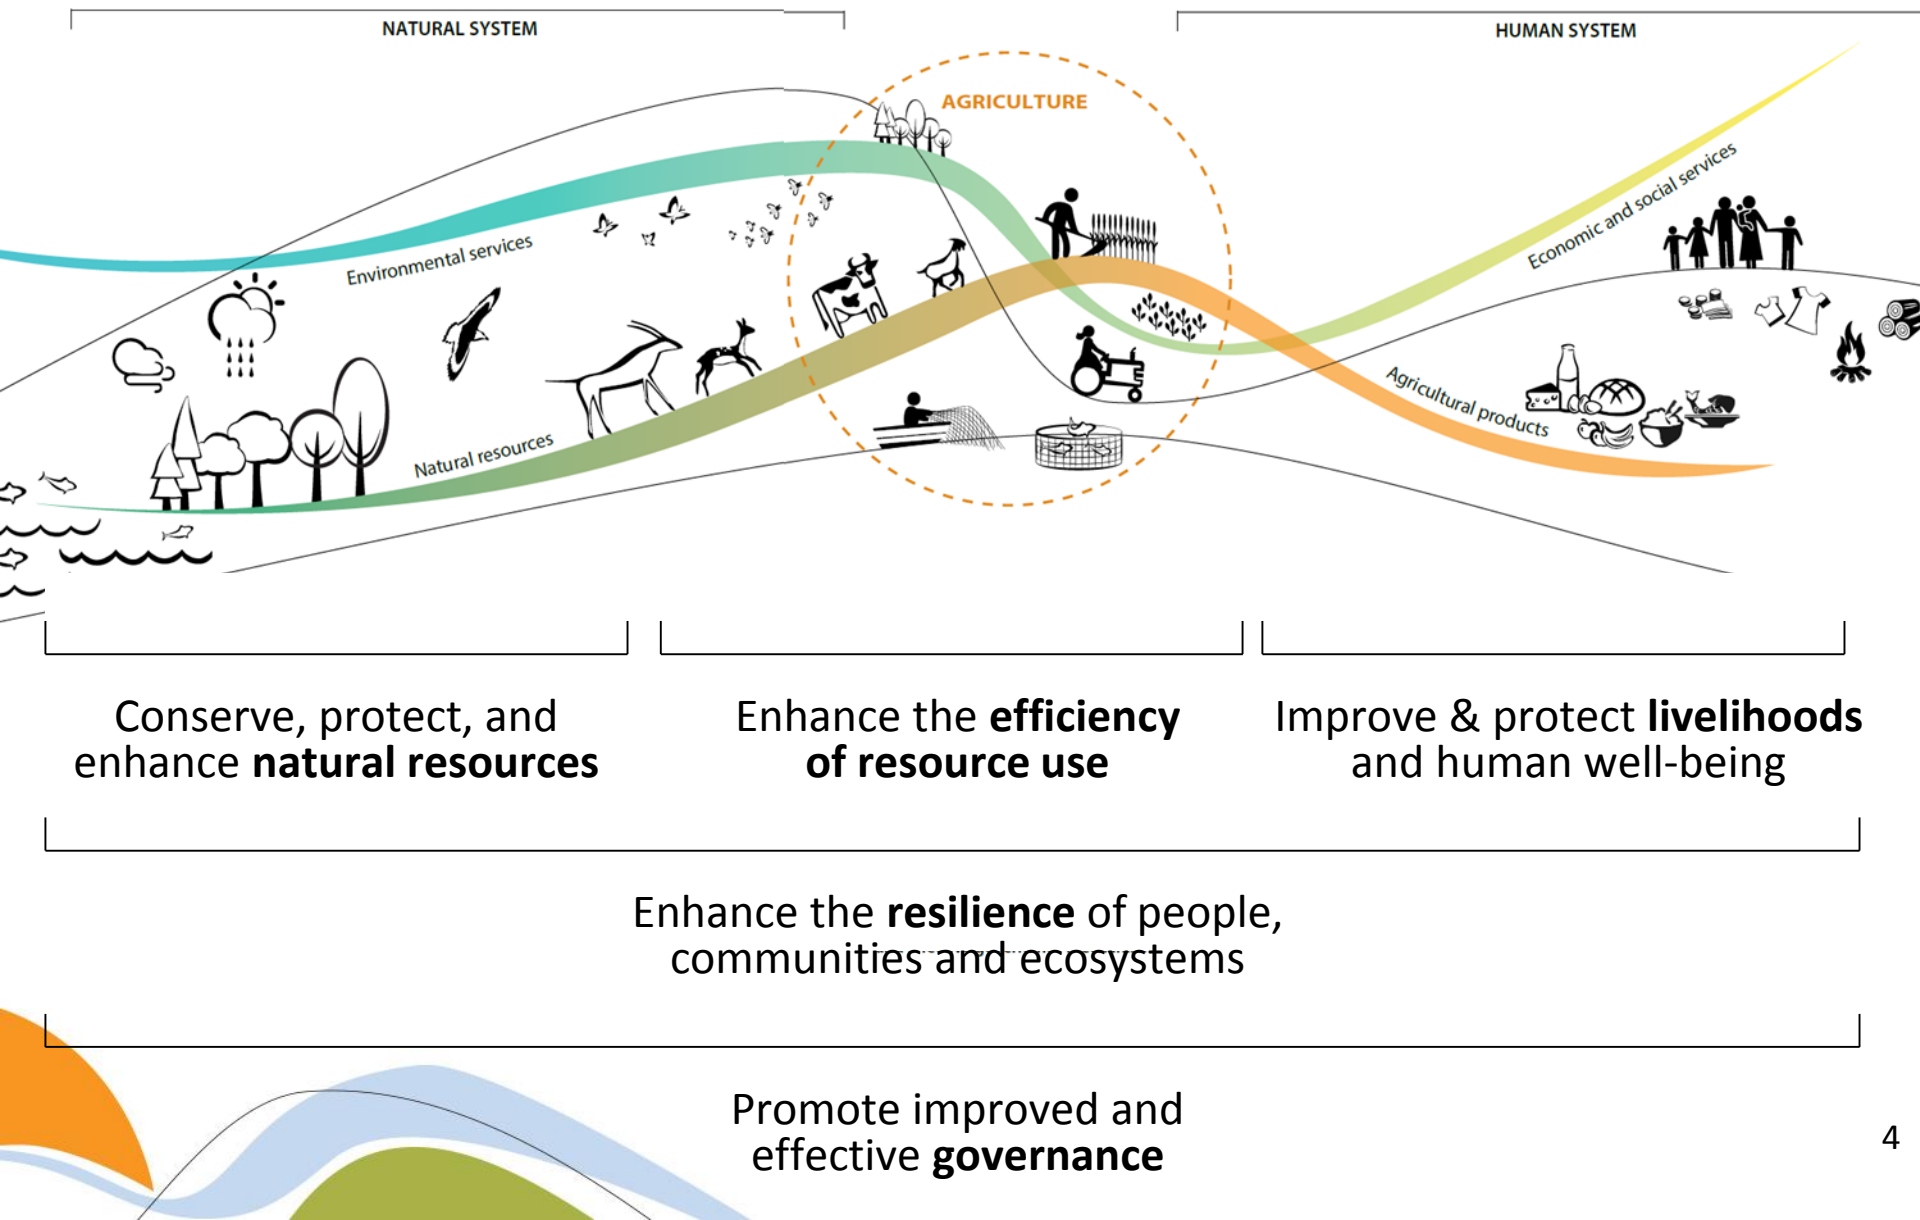 NATURAL SYSTEM
HUMAN SYSTEM
AGRICULTURE
Environmental services
Economic and social services
Natural resources
Agricultural products
Conserve, protect, and
enhance natural resources
Enhance the efficiency
of resource use
Improve & protect livelihoods
and human well-being
Enhance the resilience of people,
communities and ecosystems
Promote improved and
effective governance
4